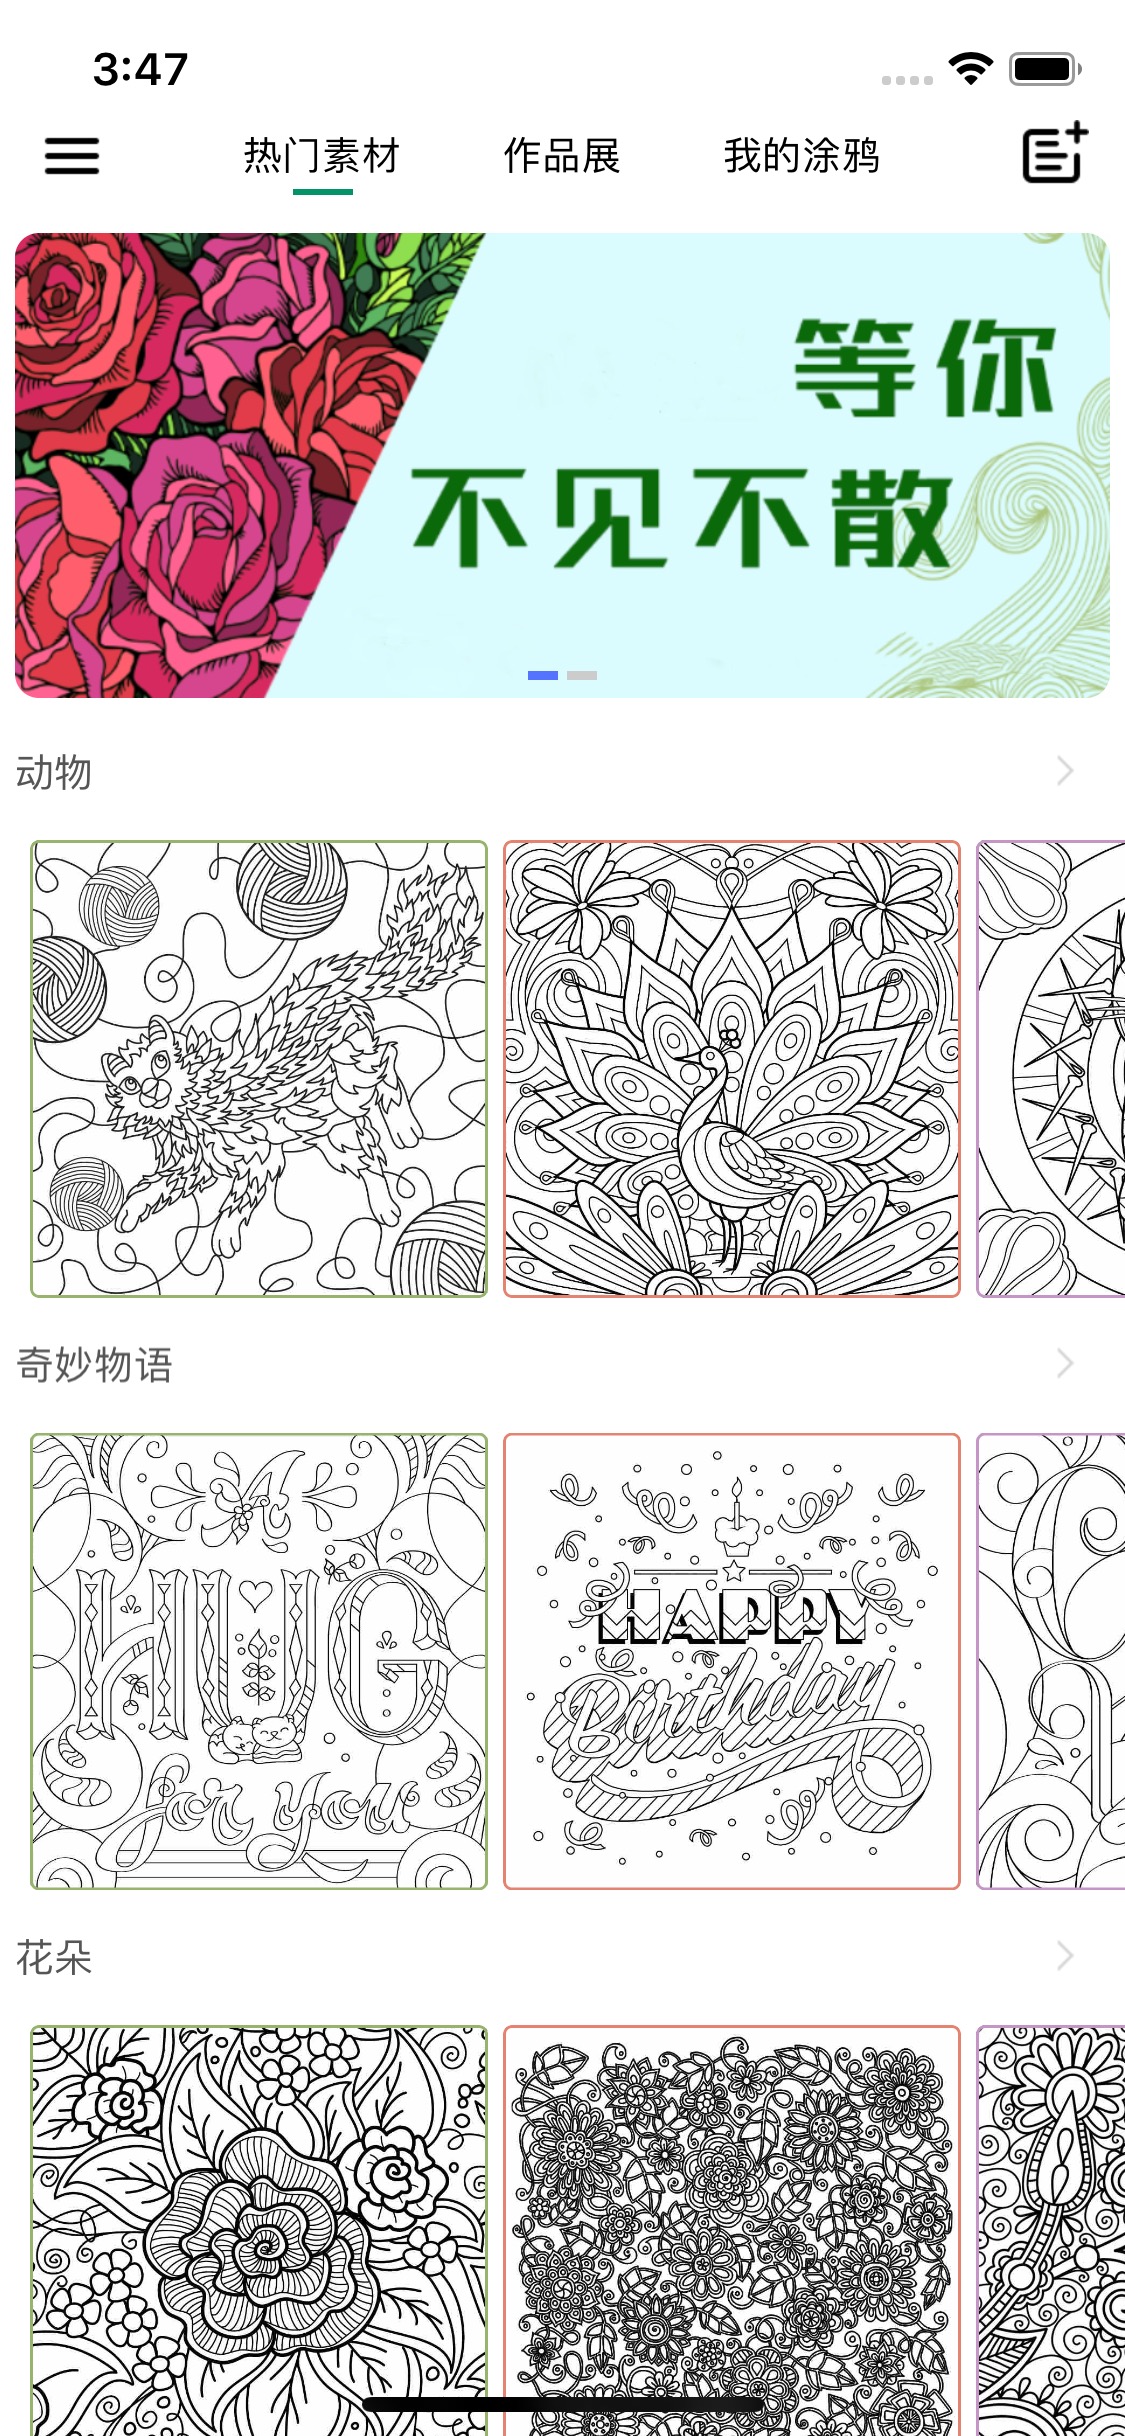 3:47
热门素材 作品展 我的涂鸦
等你
不见不散
动物
奇妙物语
HUG
for you
HAPPY
Birthday
花朵